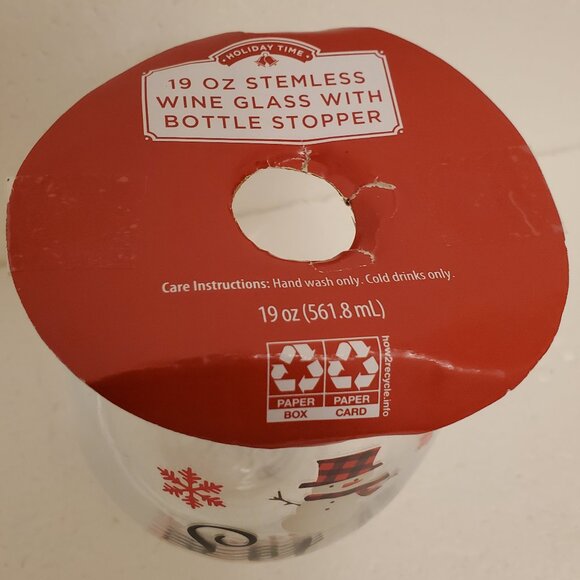 HOLIDAY TIME
19 OZ STEMLESS
WINE GLASS WITH
BOTTLE STOPPER
Care Instructions: Hand wash only. Cold drinks only.
19 oz (561.8 mL)
PAPER
BOX
PAPER
CARD
how2recycle.info